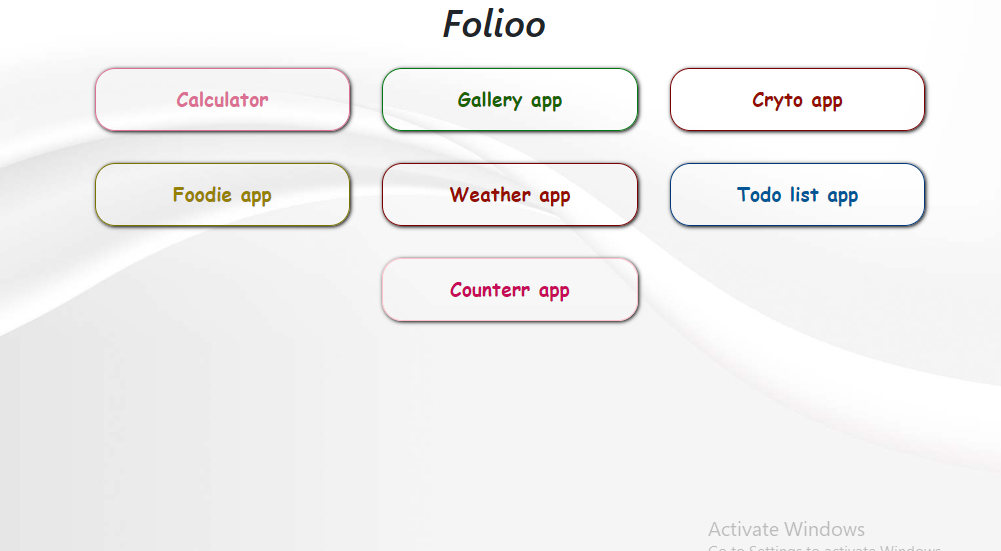 Folioo
Calculator
Gallery app
Cryto app
Foodie app
Weather app
Todo list app
Counterr app
Activate Windows
Go to Settings to activate Windows.